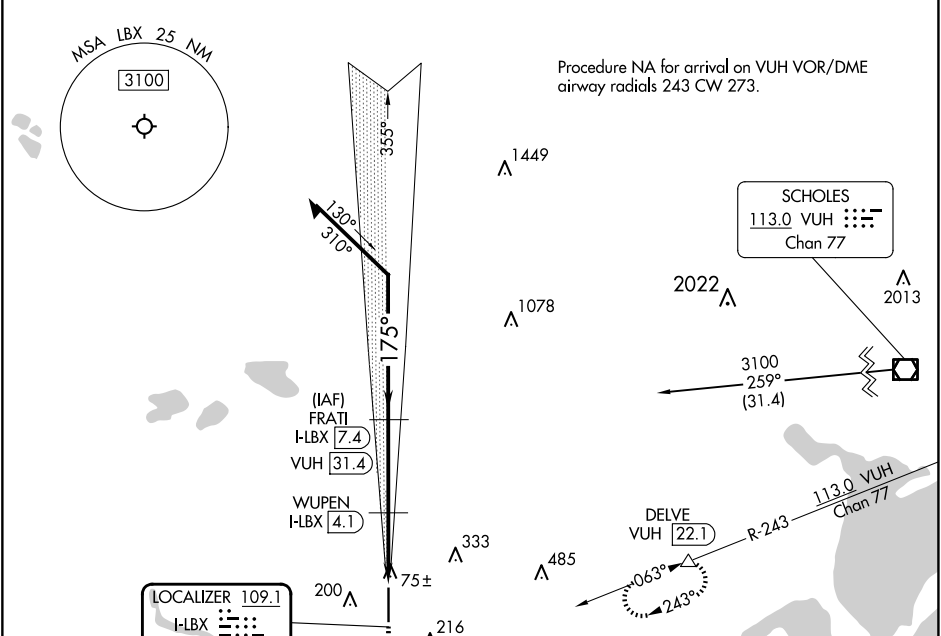 MSA LBX 25 NM
3100
Procedure NA for arrival on VUH VOR/DME
airway radials 243 CW 273.
355°
1449
130°
310°
SCHOLES
113.0 VUH
Chan 77
2022
2013
1078
175°
3100
259°
(31.4)
(IAF)
FRATI
I-LBX 7.4
VUH 31.4
WUPEN
I-LBX 4.1
113.0 VUH
Chan 77
R-243
DELVE
VUH 22.1
063°
243°
333
485
75±
200
LOCALIZER 109.1
I-LBX
216